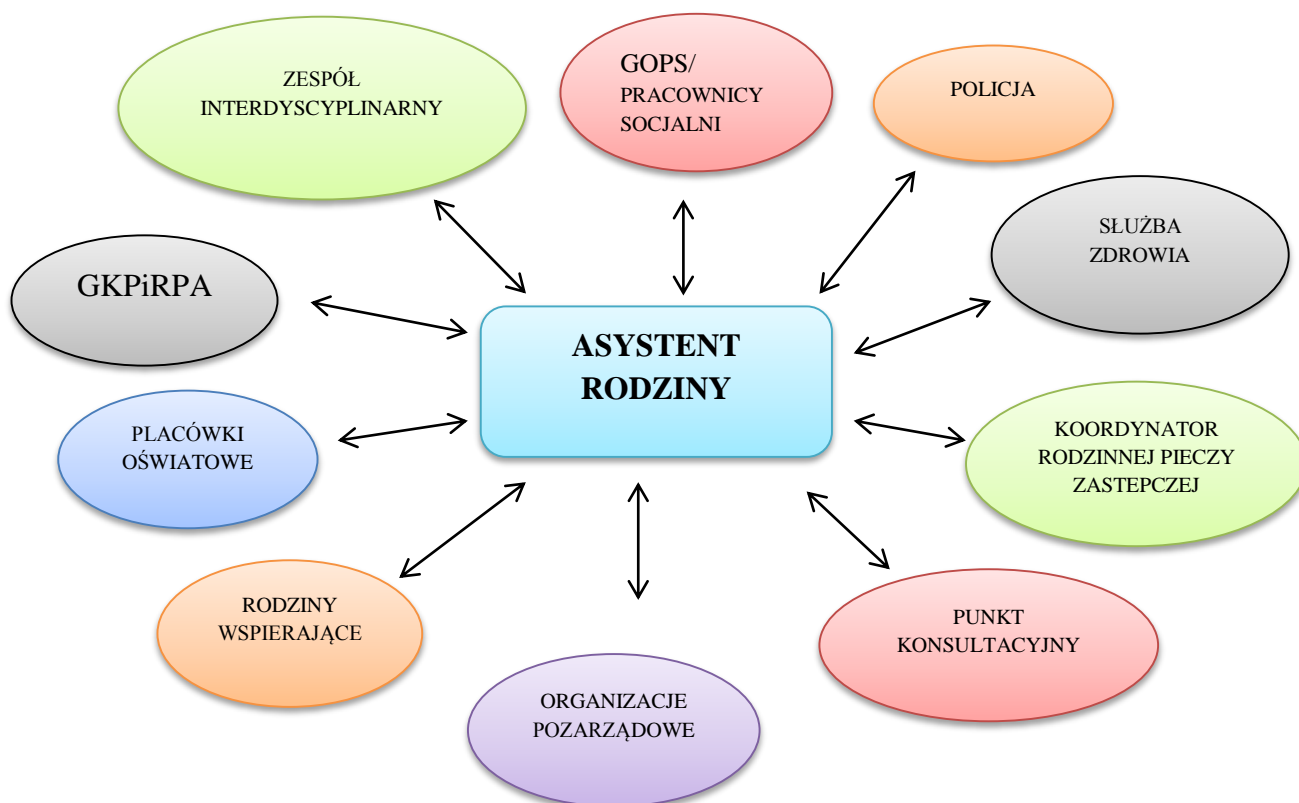 ZESPÓŁ
INTERDYSCYPLINARNY
GOPS/
PRACOWNICY
SOCJALNI
POLICJA
SŁUŻBA
ZDROWIA
GKPiRPA
ASYSTENT
RODZINY
PLACÓWKI
OŚWIATOWE
KOORDYNATOR
RODZINNEJ PIECZY
ZASTEPCZEJ
RODZINY
WSPIERAJĄCE
PUNKT
KONSULTACYJNY
ORGANIZACJE
POZARZĄDOWE